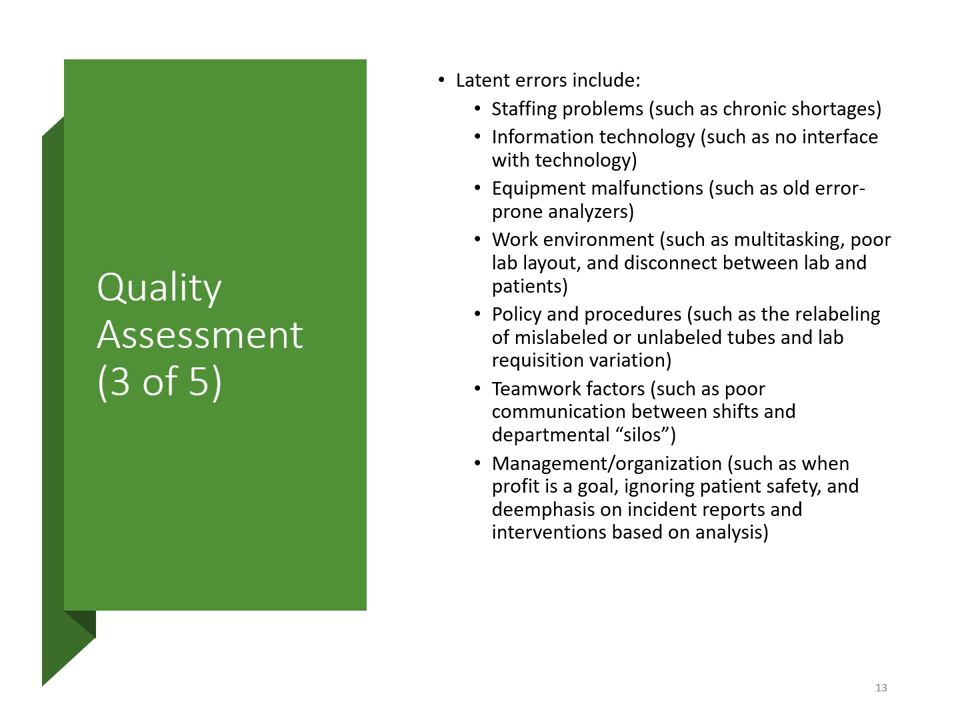 Quality
Assessment
(3 of 5)
• Latent errors include:
• Staffing problems (such as chronic shortages)
• Information technology (such as no interface
with technology)
• Equipment malfunctions (such as old error-
prone analyzers)
• Work environment (such as multitasking, poor
lab layout, and disconnect between lab and
patients)
• Policy and procedures (such as the relabeling
of mislabeled or unlabeled tubes and lab
requisition variation)
• Teamwork factors (such as poor
communication between shifts and
departmental “silos”)
• Management/organization (such as when
profit is a goal, ignoring patient safety, and
deemphasis on incident reports and
interventions based on analysis)
13